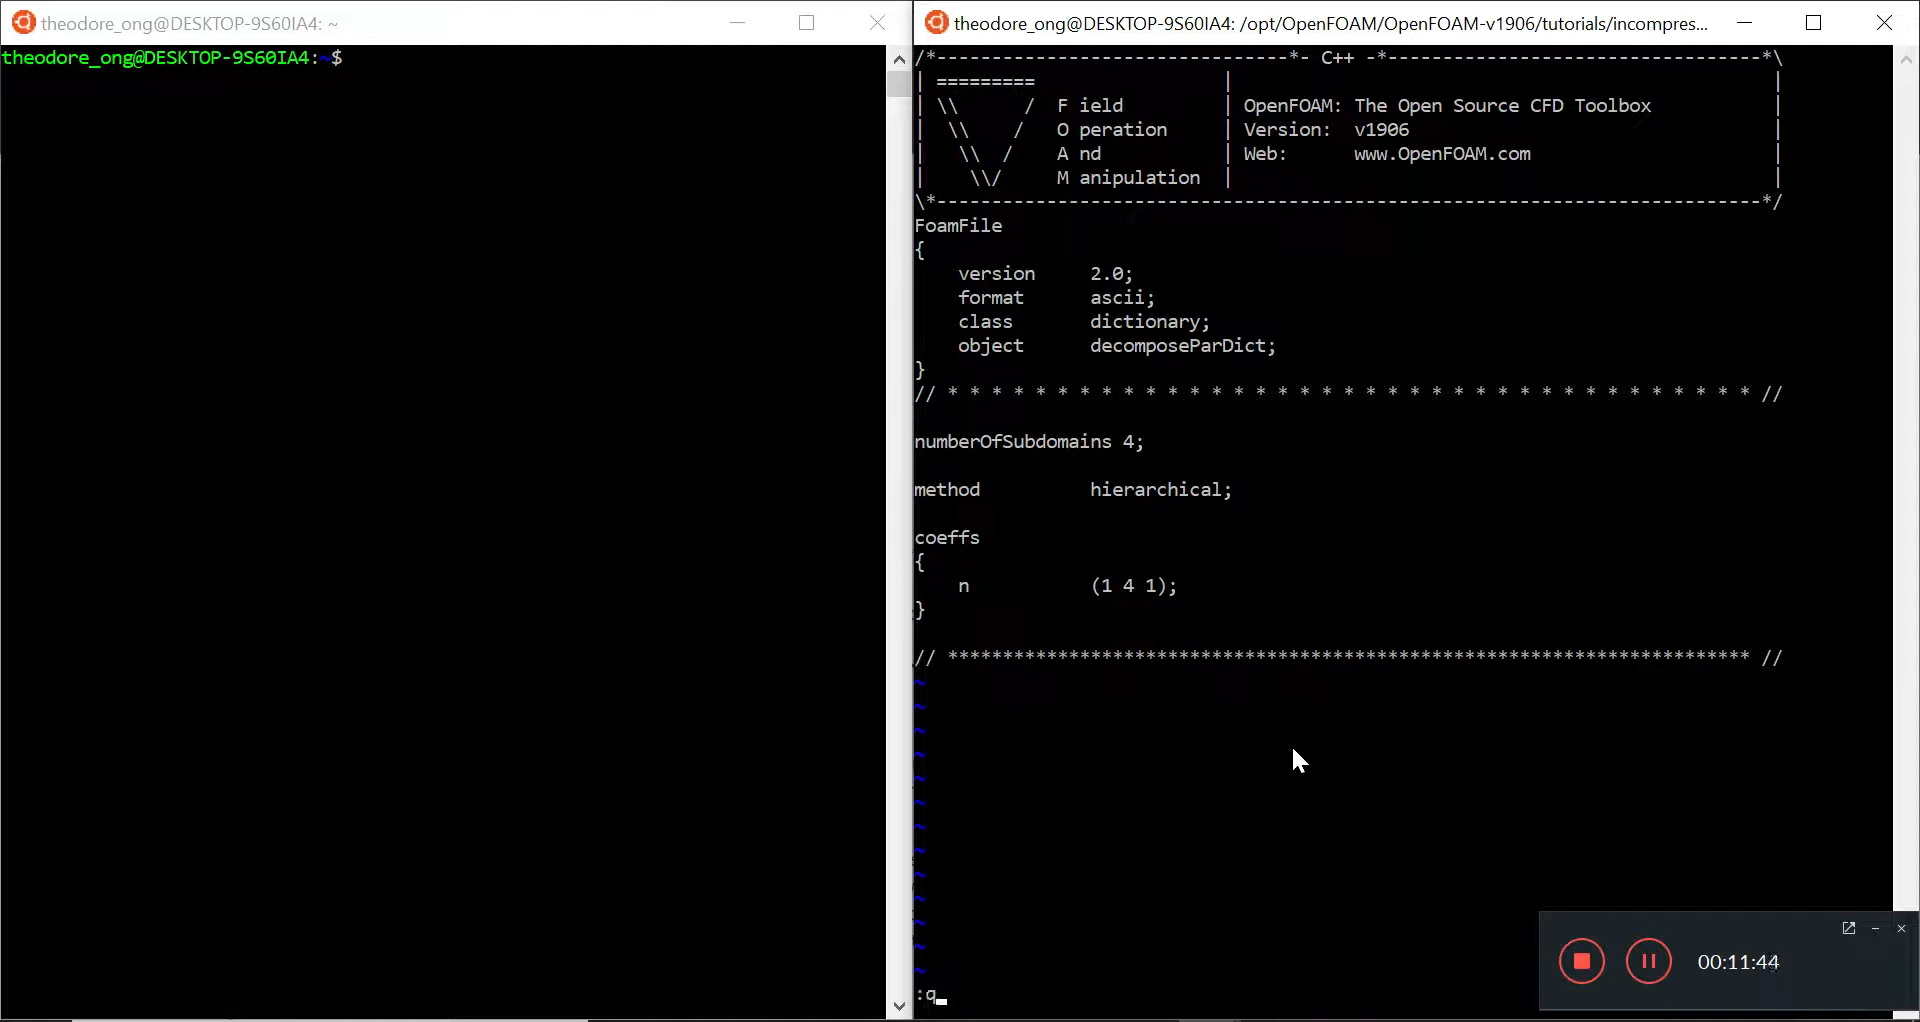 theodore_ong@DESKTOP-9S60IA4: ~
theodore_ong@DESKTOP-9S60IA4:~$
theodore_ong@DESKTOP-9S60IA4: /opt/OpenFOAM/OpenFOAM-v1906/tutorials/incompres...
/*--------------------------------*- C++ -*----------------------------------*\
| =========                 |                                                 |
| \\      /  F ield         | OpenFOAM: The Open Source CFD Toolbox           |
|  \\    /   O peration     | Version:  v1906                                 |
|   \\  /    A nd           | Web:      www.OpenFOAM.com                      |
|    \\/     M anipulation  |                                                 |
\*---------------------------------------------------------------------------*/
FoamFile
{
    version     2.0;
    format      ascii;
    class       dictionary;
    object      decomposeParDict;
}
// * * * * * * * * * * * * * * * * * * * * * * * * * * * * * * * * * * * * * //
numberOfSubdomains 4;
method          hierarchical;
coeffs
{
    n           (1 4 1);
}
// ************************************************************************* //
~
~
~
~
~
~
~
~
~
~
~
~
~
:q
00:11:44